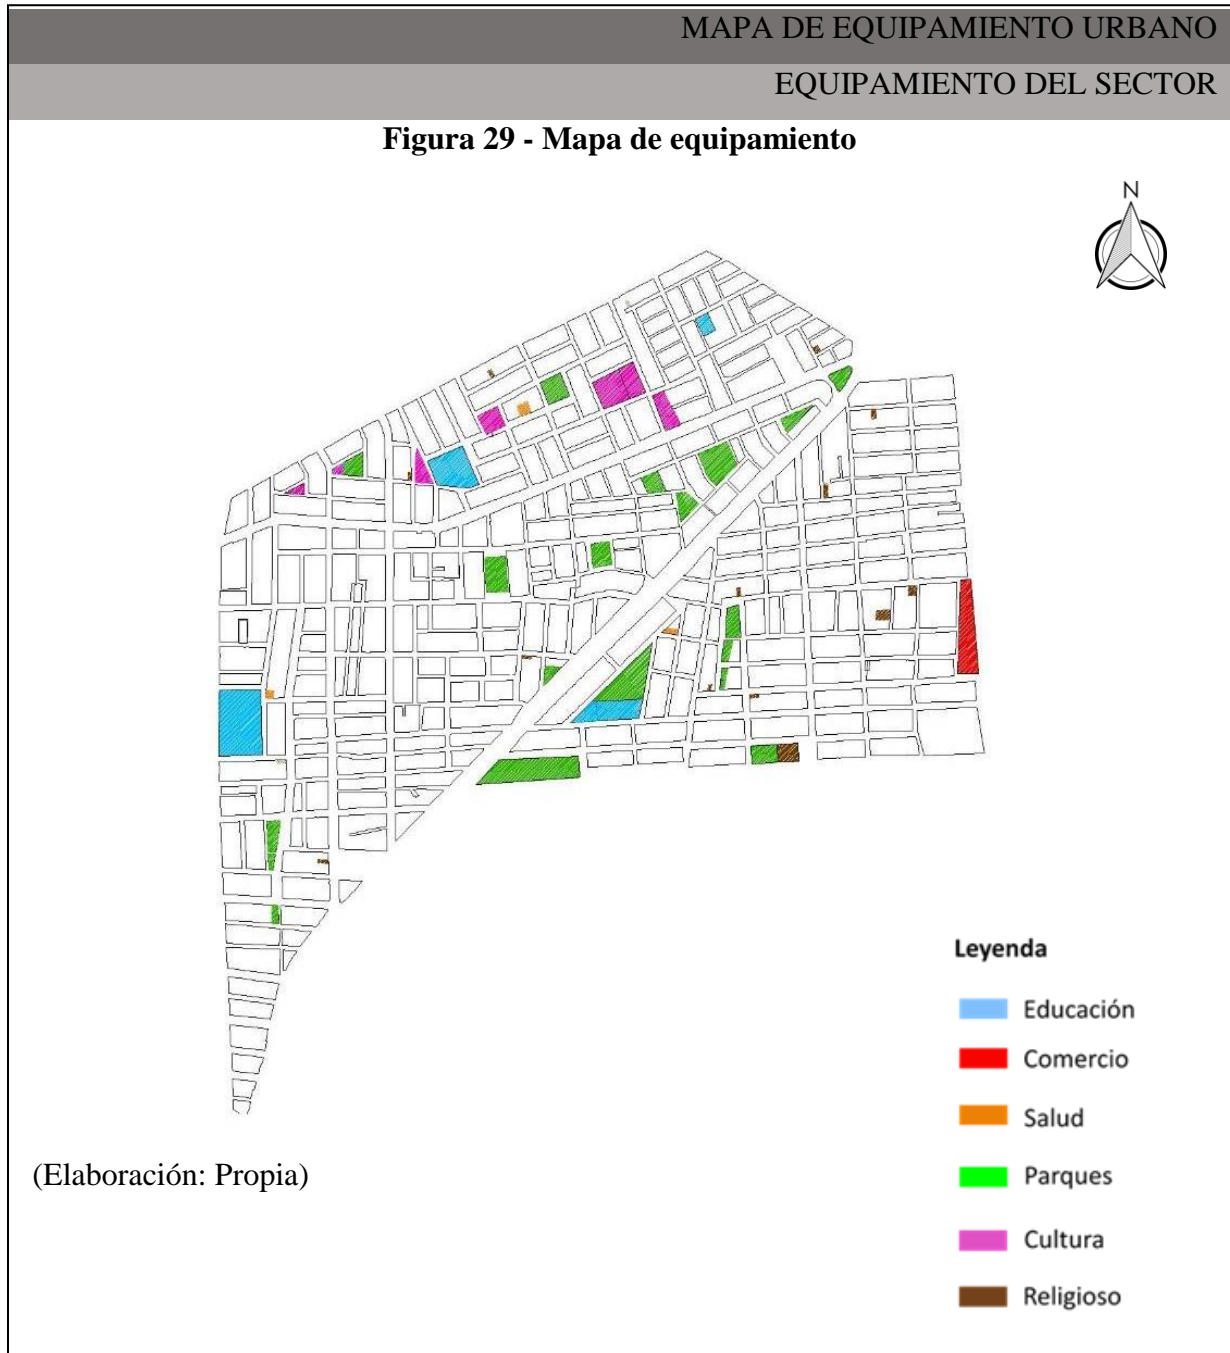 MAPA DE EQUIPAMIENTO URBANO
EQUIPAMIENTO DEL SECTOR
Figura 29 - Mapa de equipamiento
N
Leyenda
Educación
Comercio
Salud
Parques
Cultura
Religioso
(Elaboración: Propia)